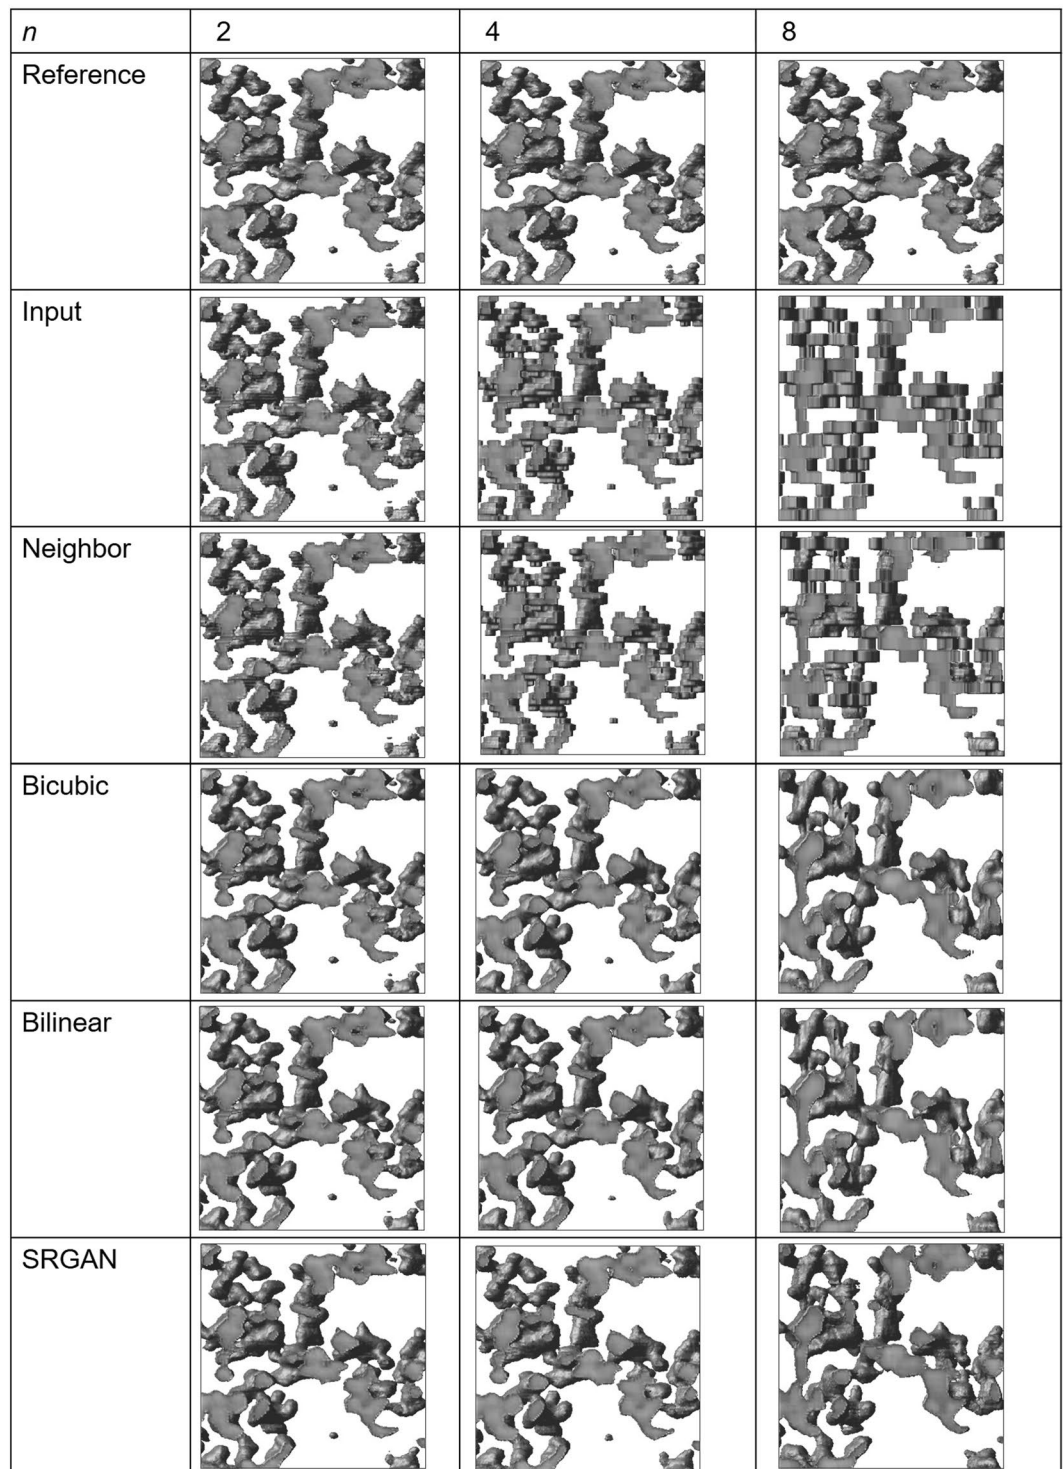 n 2 4 8
Reference
Input
Neighbor
Bicubic
Bilinear
SRGAN